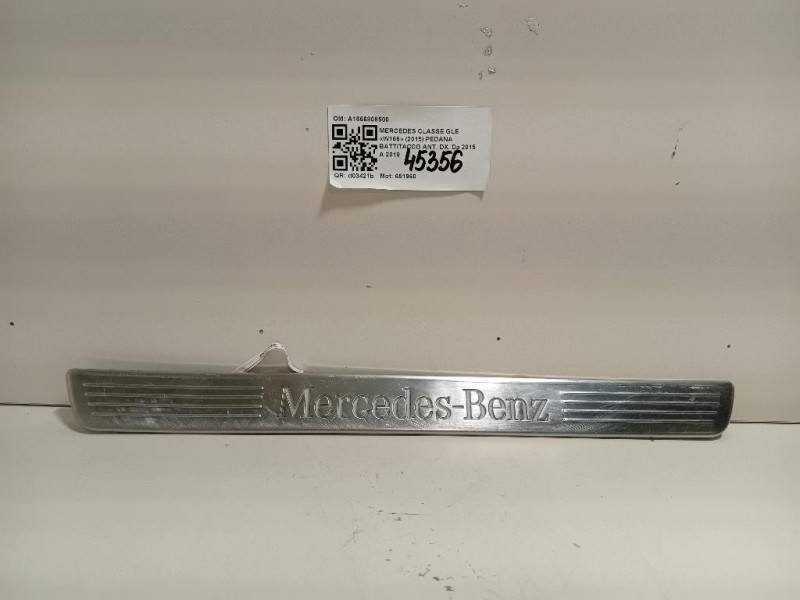 OM: A1666808506
MERCEDES CLASSE GLE
«W166» (2015) PEDANA
BATTITACCO ANT. DX. Da 2015
A 2019
45356
QR: d03421b Mot: 651960
Mercedes-Benz